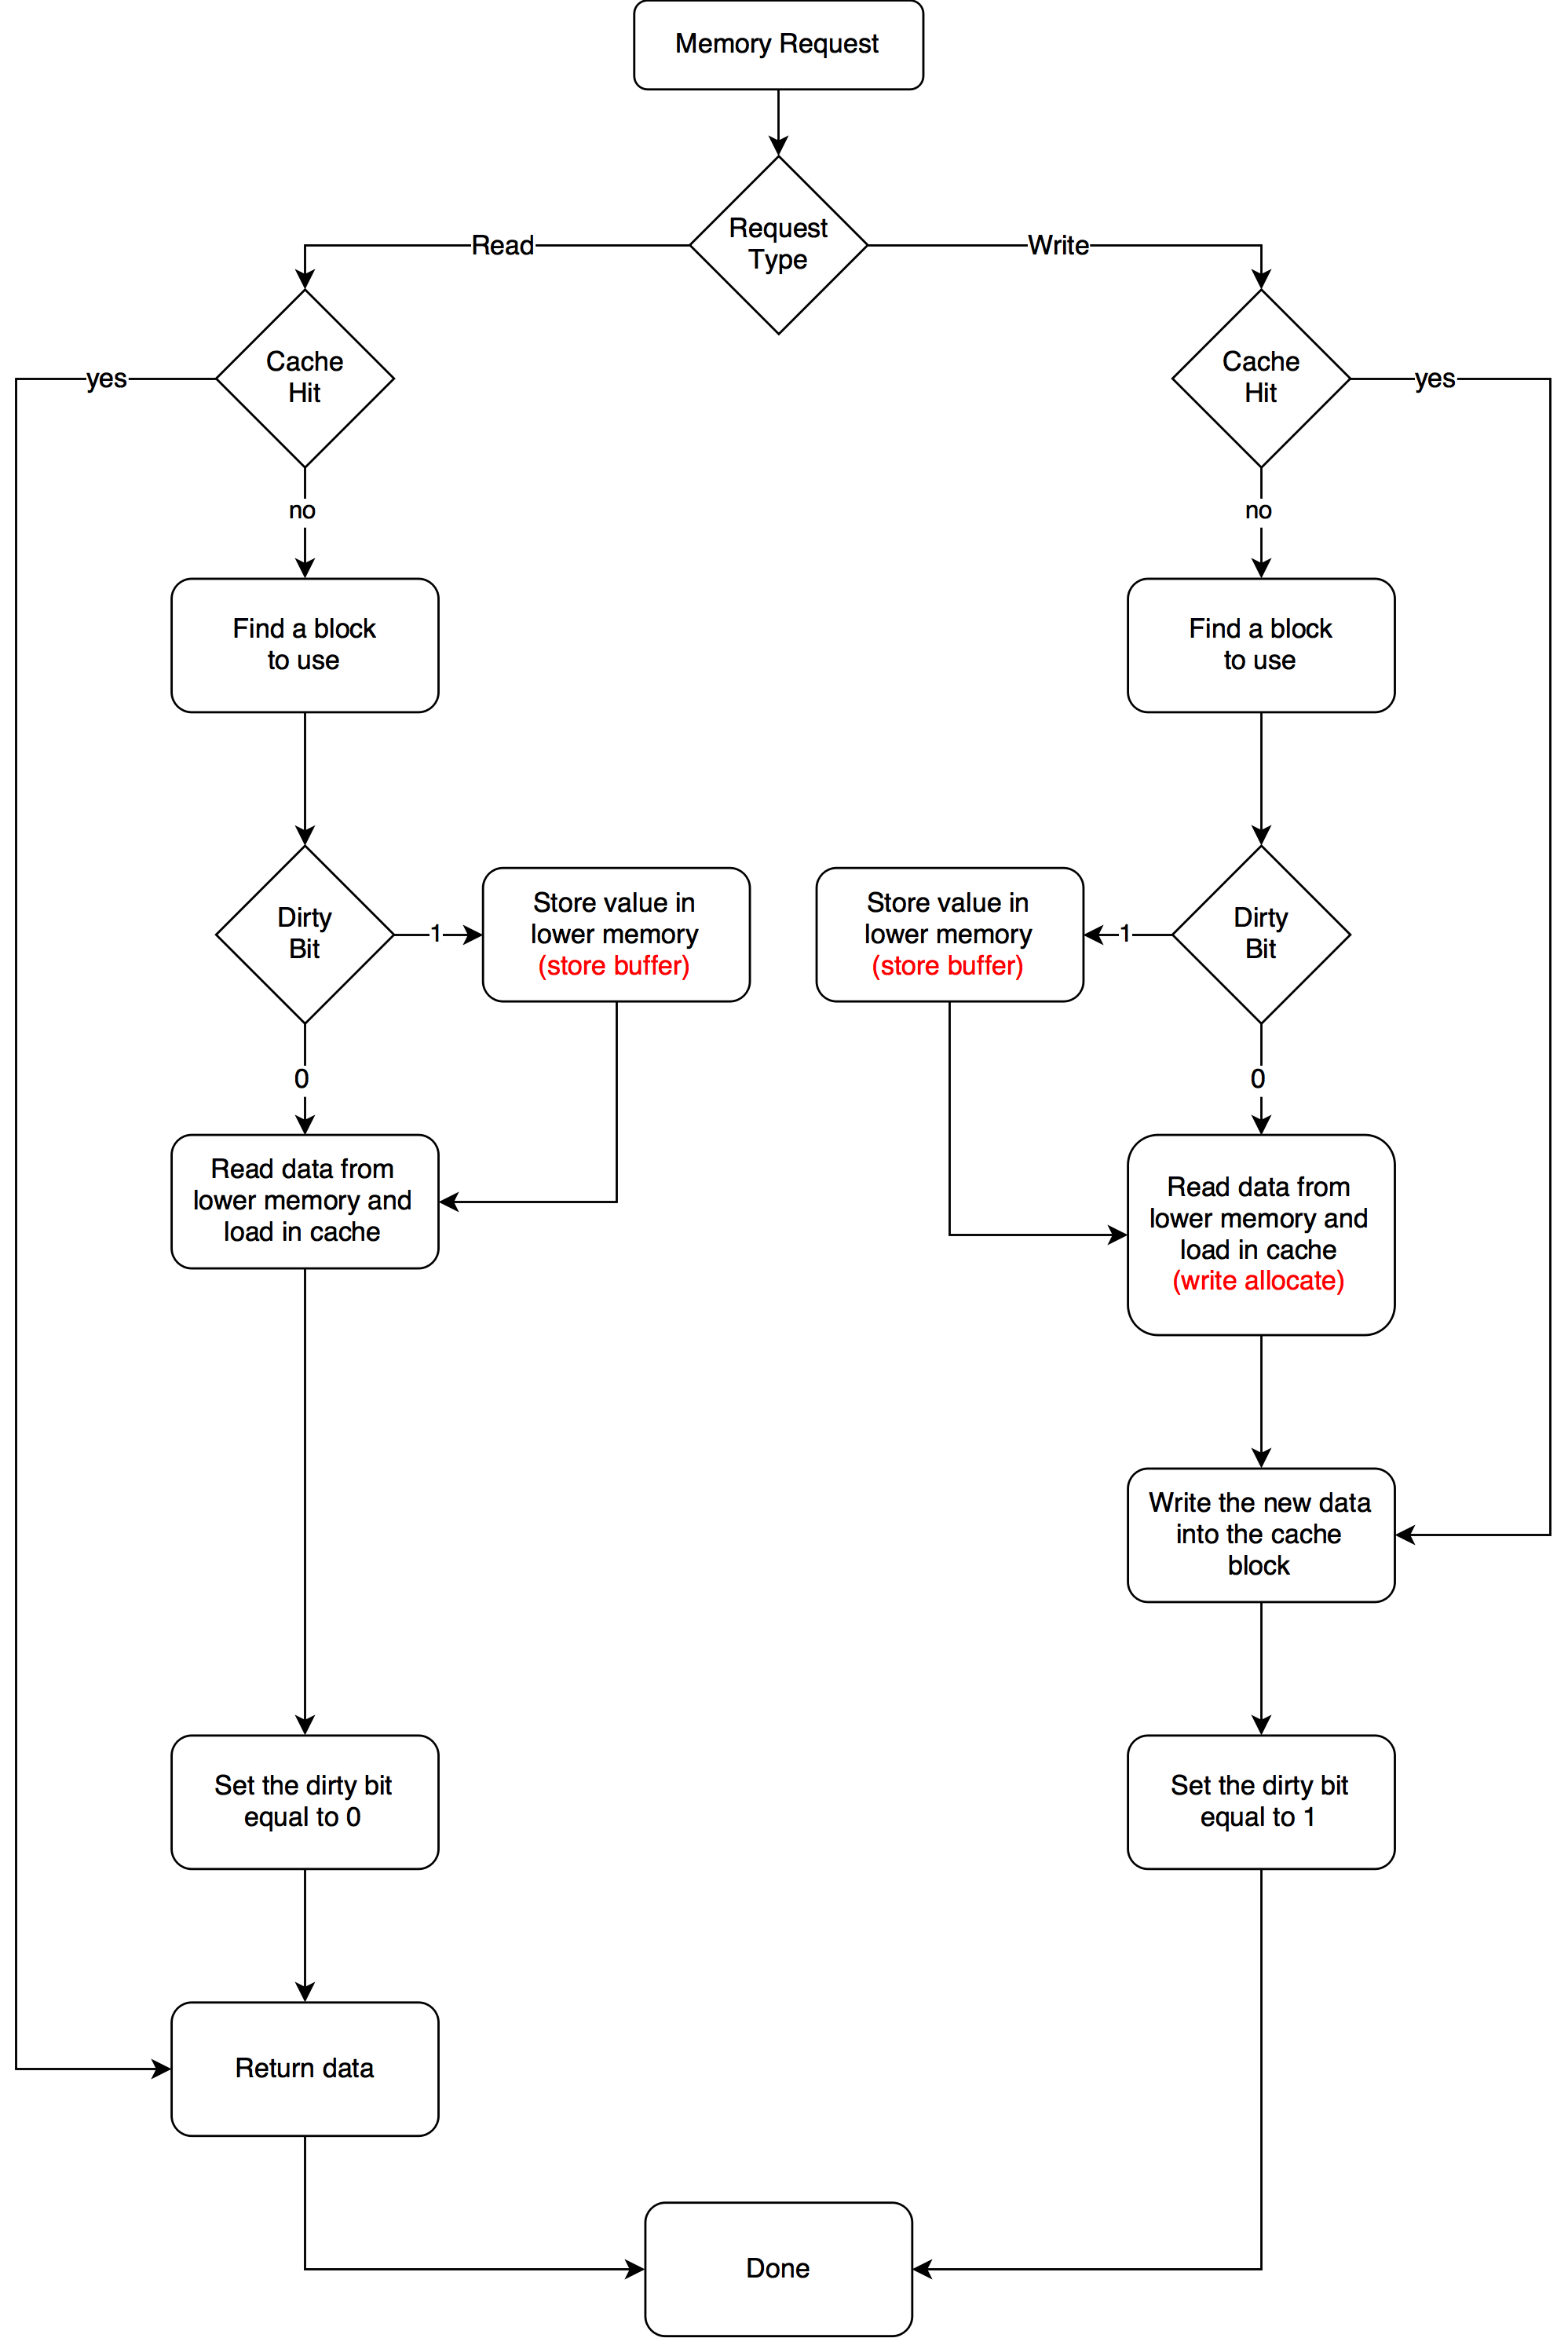 Memory Request
Request
Type
Read
Write
Cache
Hit
Cache
Hit
yes
yes
no
no
Find a block
to use
Find a block
to use
Dirty
Bit
1
Store value in
lower memory
(store buffer)
Store value in
lower memory
(store buffer)
1
Dirty
Bit
0
0
Read data from
lower memory and
load in cache
Read data from
lower memory and
load in cache
(write allocate)
Write the new data
into the cache
block
Set the dirty bit
equal to 0
Set the dirty bit
equal to 1
Return data
Done